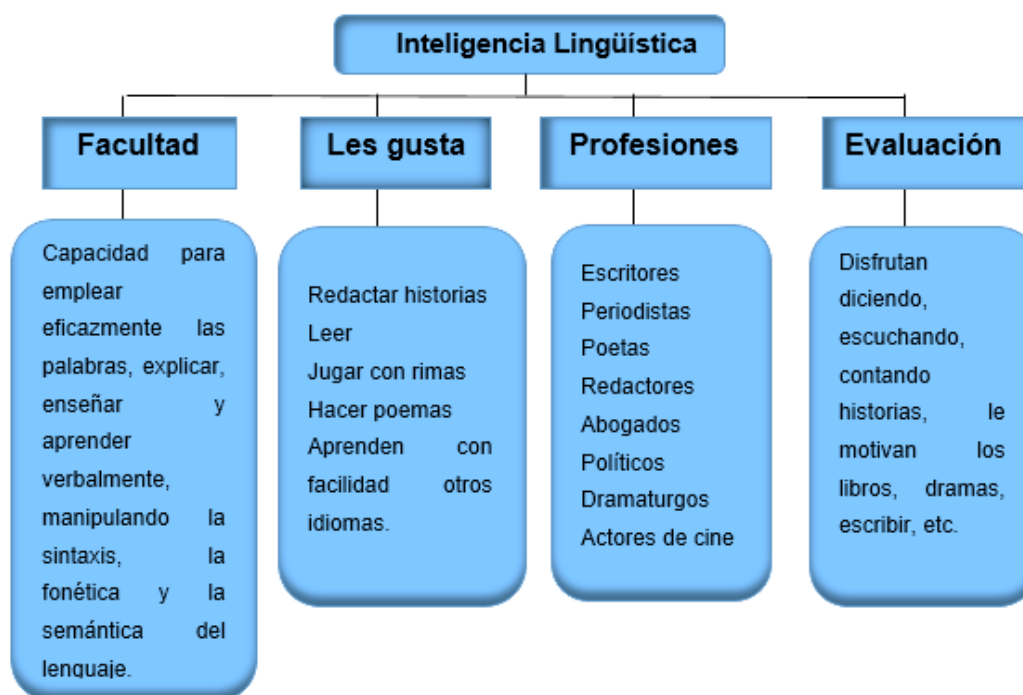 Inteligencia Lingüística
Facultad
Capacidad para
emplear
eficazmente las
palabras, explicar,
enseñar y
aprender
verbalmente,
manipulando la
sintaxis, la
fonética y la
semántica del
lenguaje.
Les gusta
Redactar historias
Leer
Jugar con rimas
Hacer poemas
Aprenden con
facilidad otros
idiomas.
Profesiones
Escritores
Periodistas
Poetas
Redactores
Abogados
Políticos
Dramaturgos
Actores de cine
Evaluación
Disfrutan
diciendo,
escuchando,
contando
historias, le
motivan los
libros, dramas,
escribir, etc.